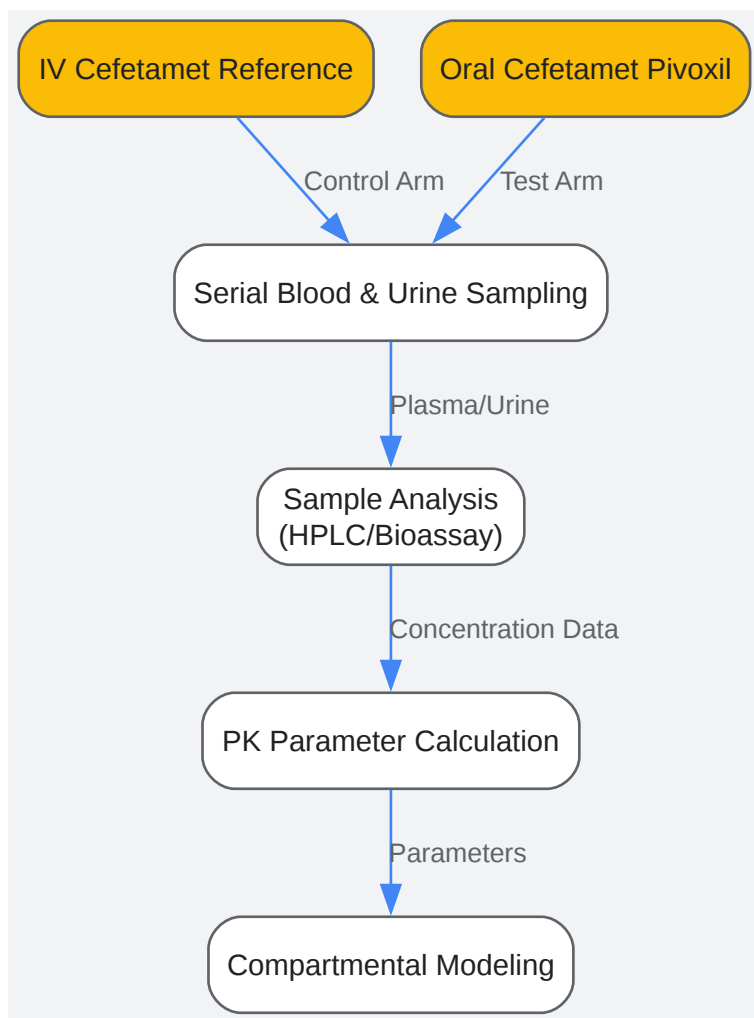 IV Cefetamet Reference
Oral Cefetamet Pivoxil
Control Arm
Test Arm
Serial Blood & Urine Sampling
Plasma/Urine
Sample Analysis
(HPLC/Bioassay)
Concentration Data
PK Parameter Calculation
Parameters
Compartmental Modeling